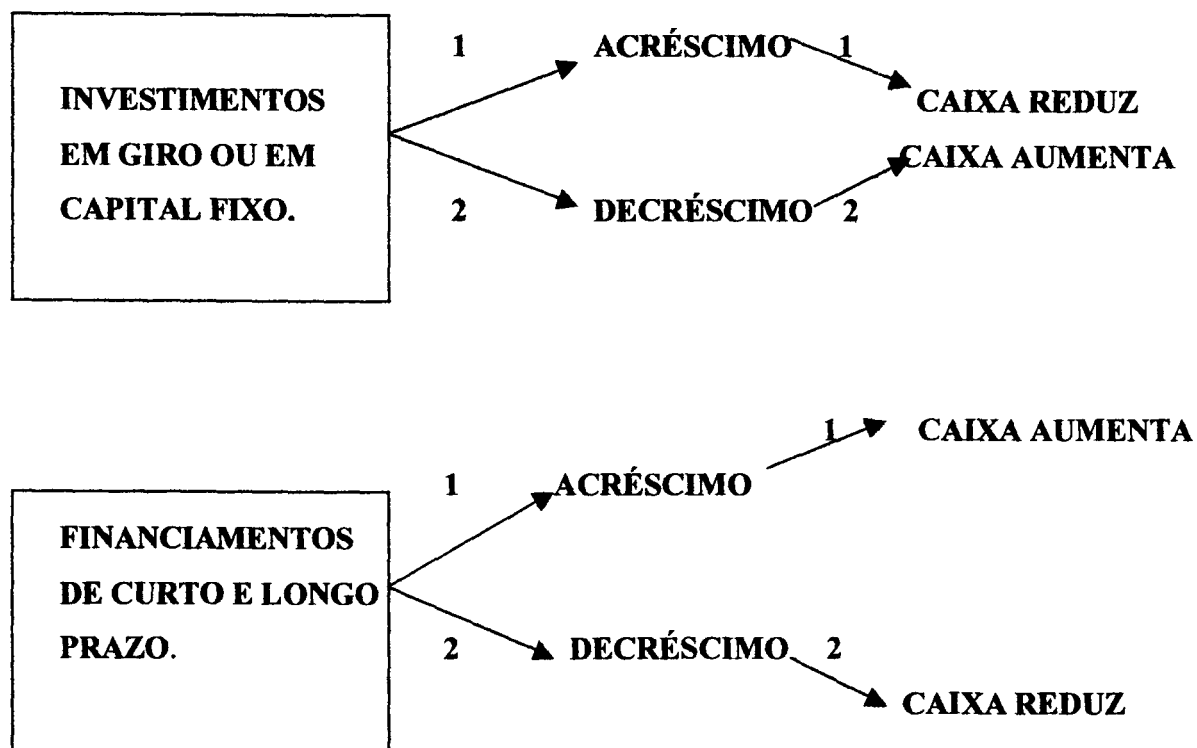 1 ACRÉSCIMO 1
INVESTIMENTOS
EM GIRO OU EM
CAPITAL FIXO.
CAIXA REDUZ
CAIXA AUMENTA
2 DECRÉSCIMO 2
1 CAIXA AUMENTA
1 ACRÉSCIMO
FINANCIAMENTOS
DE CURTO E LONGO
PRAZO.
2 DECRÉSCIMO 2
CAIXA REDUZ